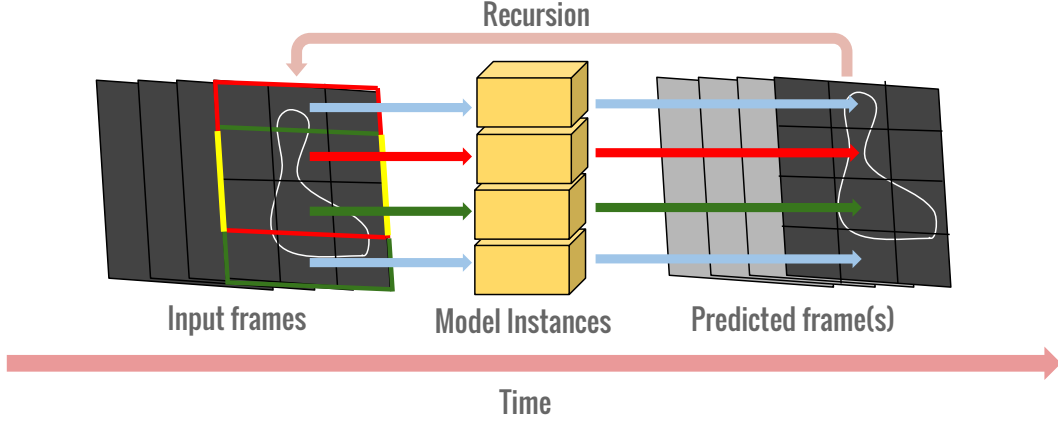 Recursion
Input frames
Model Instances
Predicted frame(s)
Time